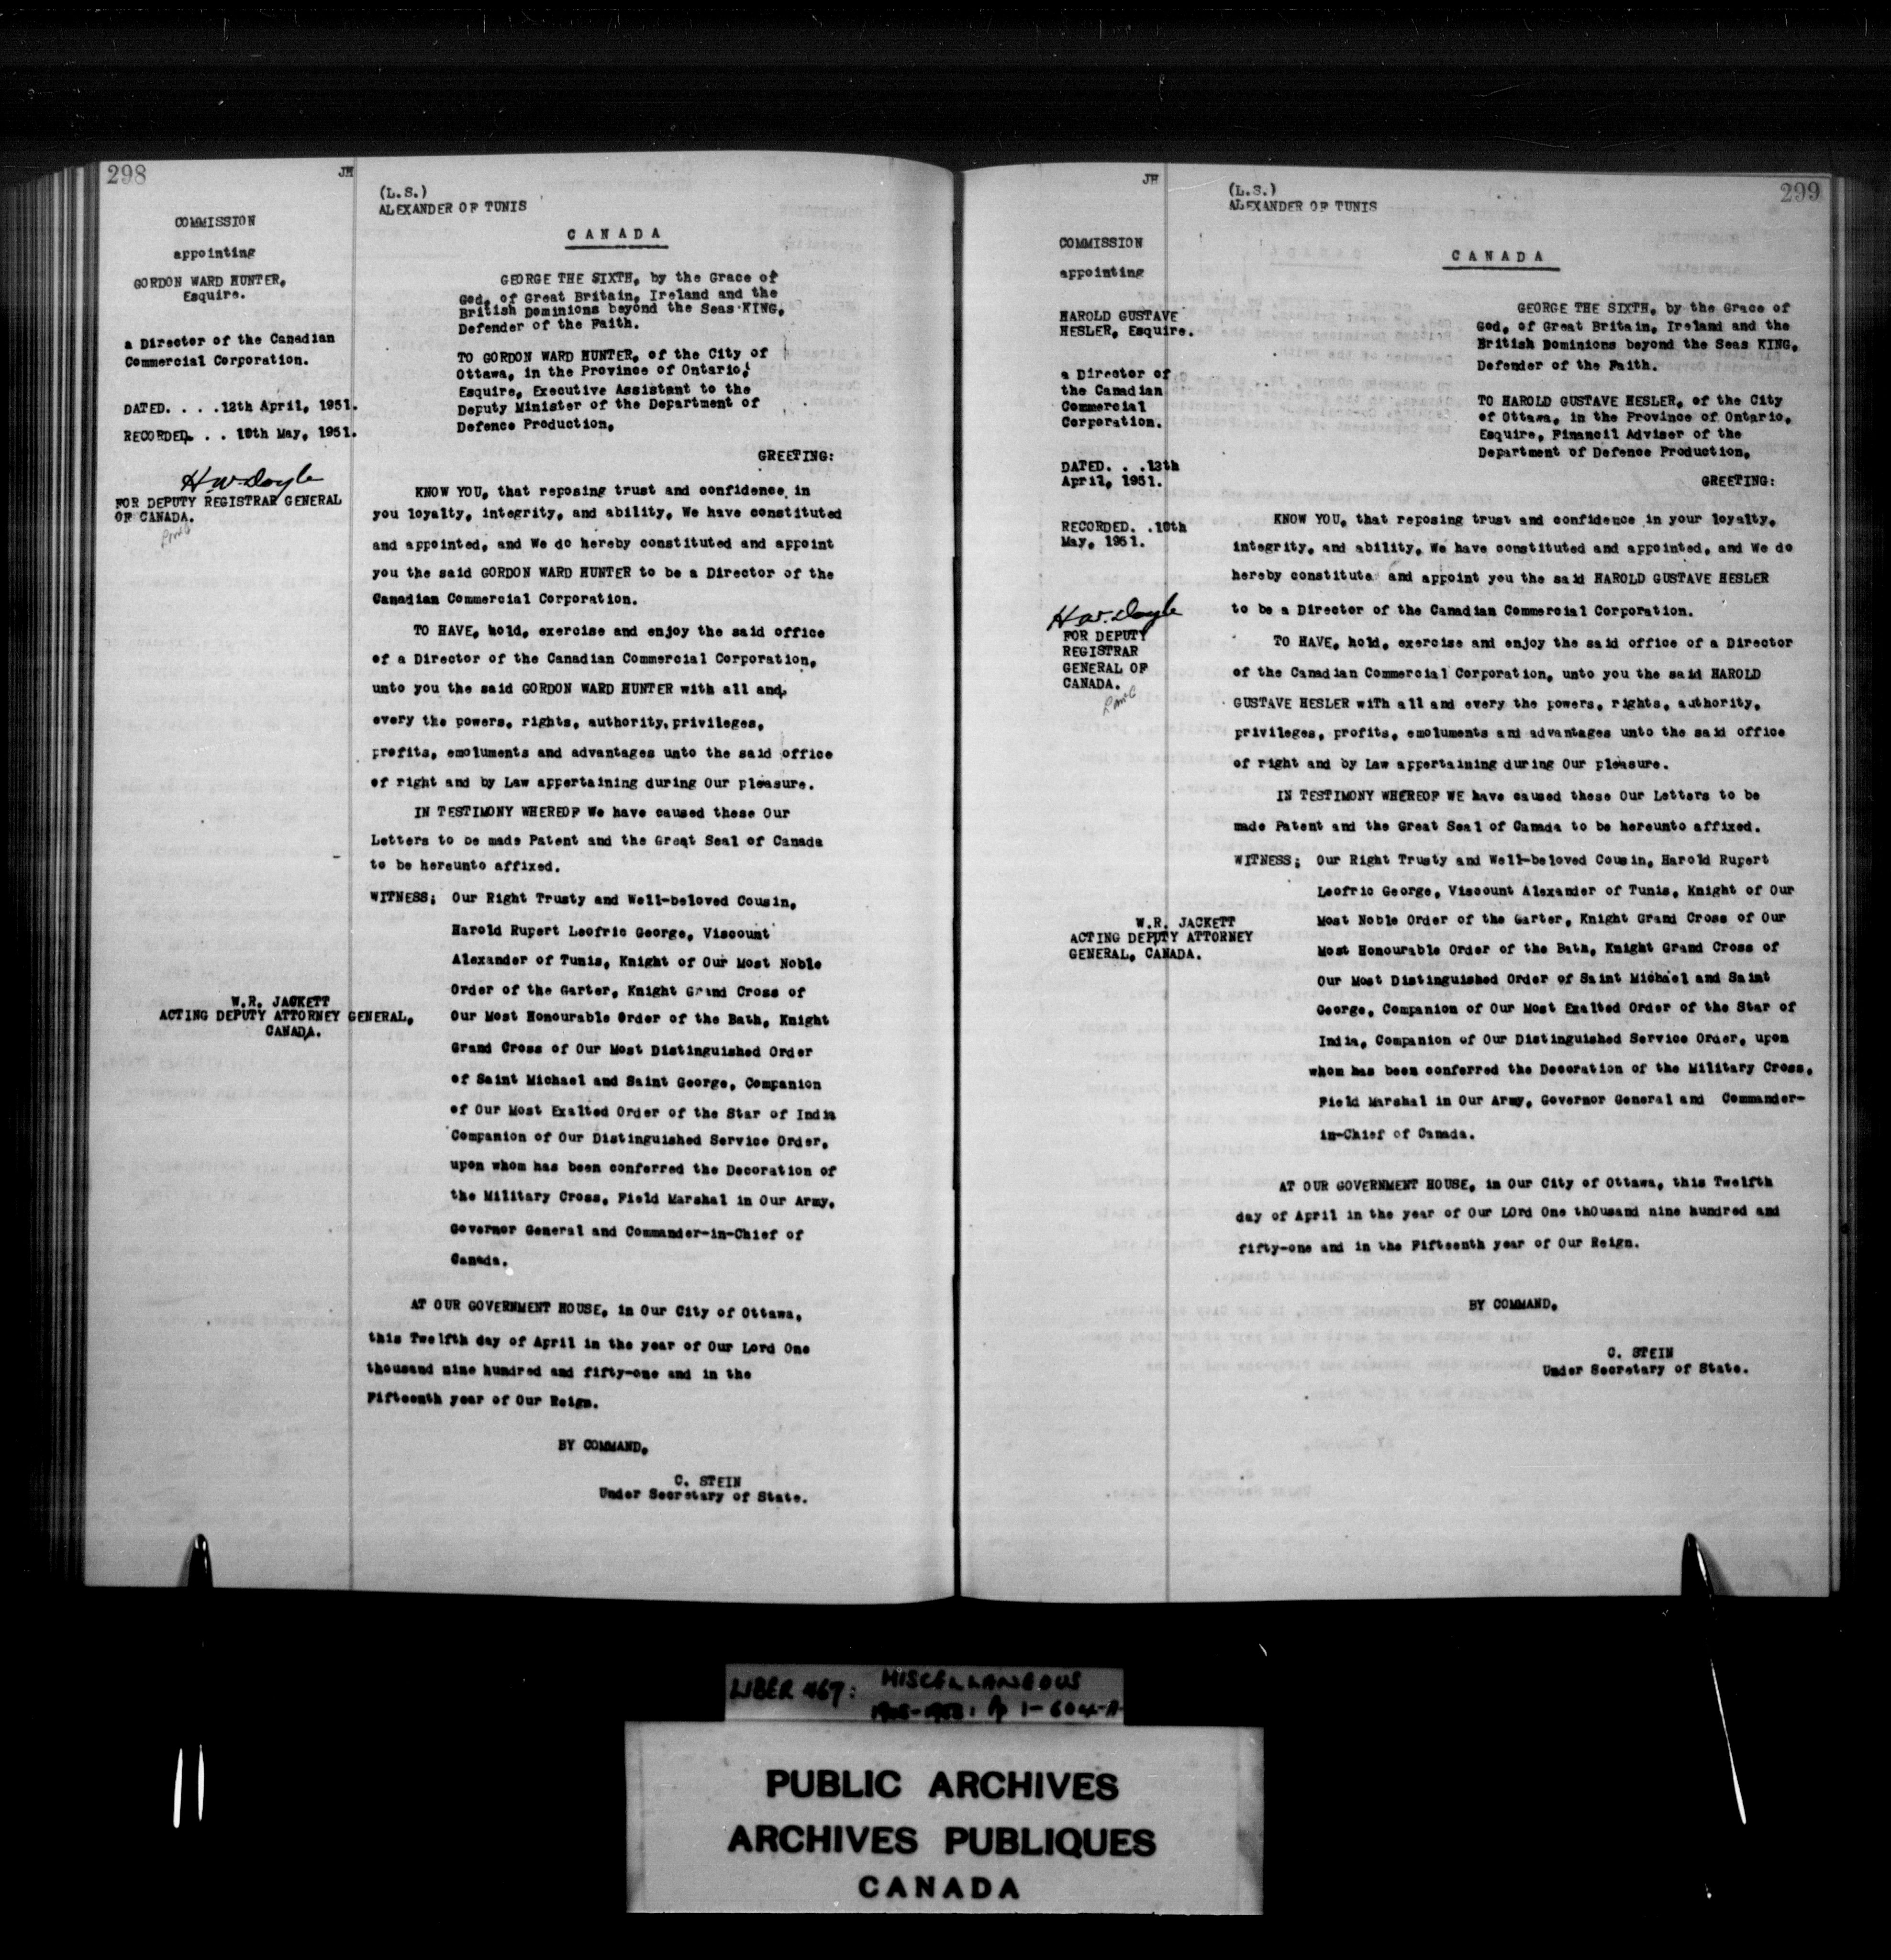 298
JH
COMMISSION
appointing
GORDON WARD HUNTER,
Esquire.
a Director of the Canadian
Commercial Corporation.
DATED. . . .12th April, 1951.
RECORDED. . . 10th May, 1951.
H W Doyle
FOR DEPUTY REGISTRAR GENERAL
OF CANADA.
W.R. JACKETT
ACTING DEPUTY ATTORNEY GENERAL,
CANADA.
(L.S.)
ALEXANDER OF TUNIS
CANADA
GEORGE THE SIXTH, by the Grace of
God, of Great Britain, Ireland and the
British Dominions beyond the Seas KING,
Defender of the Faith.
TO GORDON WARD HUNTER, of the City of
Ottawa, in the Province of Ontario,
Esquire, Executive Assistant to the
Deputy Minister of the Department of
Defence Production,
GREETING:
KNOW YOU, that reposing trust and confidence in
you loyalty, integrity, and ability, We have constituted
and appointed, and We do hereby constituted and appoint
you the said GORDON WARD HUNTER to be a Director of the
Canadian Commercial Corporation.
TO HAVE, hold, exercise and enjoy the said office
of a Director of the Canadian Commercial Corporation,
unto you the said GORDON WARD HUNTER with all and,
every the powers, rights, authority, privileges,
profits, emoluments and advantages unto the said office
of right and by Law appertaining during Our pleasure.
IN TESTIMONY WHEREOF We have caused these Our
Letters to be made Patent and the Great Seal of Canada
to be hereunto affixed.
WITNESS; Our Right Trusty and Well-beloved Cousin,
Harold Rupert Leofric George, Viscount
Alexander of Tunis, Knight of Our Most Noble
Order of the Garter, Knight Grand Cross of
Our Most Honourable Order of the Bath, Knight
Grand Cross of Our Most Distinguished Order
of Saint Michael and Saint George, Companion
of Our Most Exalted Order of the Star of India
Companion of Our Distinguished Service Order,
upon whom has been conferred the Decoration of
the Military Cross, Field Marshal in Our Army,
Governor General and Commander-in-Chief of
Canada.
AT OUR GOVERNMENT HOUSE, in Our City of Ottawa,
this Twelfth day of April in the year of Our Lord One
thousand nine hundred and fifty-one and in the
Fifteenth year of Our Reign.
BY COMMAND,
C. STEIN
Under Secretary of State.
JH
299
COMMISSION
appointing
HAROLD GUSTAVE
HESLER, Esquire.
a Director of
the Canadian
Commercial
Corporation.
DATED. . .12th
April, 1951.
RECORDED. .10th
May, 1951.
H W. Doyle
FOR DEPUTY
REGISTRAR
GENERAL OF
CANADA.
W.R. JACKETT
ACTING DEPUTY ATTORNEY
GENERAL, CANADA.
(L.S.)
ALEXANDER OF TUNIS
CANADA
GEORGE THE SIXTH, by the Grace of
God, of Great Britain, Ireland and the
British Dominions beyond the Seas KING,
Defender of the Faith.
TO HAROLD GUSTAVE HESLER, of the City
of Ottawa, in the Province of Ontario,
Esquire, Financil Adviser of the
Department of Defence Production,
GREETING:
KNOW YOU, that reposing trust and confidence in your loyalty,
integrity, and ability, We have constituted and appointed, and We do
hereby constitute and appoint you the said HAROLD GUSTAVE HESLER
to be a Director of the Canadian Commercial Corporation.
TO HAVE, hold, exercise and enjoy the said office of a Director
of the Canadian Commercial Corporation, unto you the said HAROLD
GUSTAVE HESLER wiTh all and every the powers, rights, authority,
privileges, profits, emoluments and advantages unto the said office
of right and by Law appertaining during Our pleasure.
IN TESTIMONY WHEREOF WE have caused these Our Letters to be
made Patent and the Great Seal of Canada to be hereunto affixed.
WITNESS; Our Right Trusty and Well-beloved Cousin, Harold Rupert
Leofric George, Viscount Alexander of Tunis, Knight of Our
Most Noble Order of the Garter, Knight Grand Cross of Our
Most Honourable Order of the Bath, Knight Grand Cross of
Our Most Distinguished Order of Saint Michael and Saint
George, Companion of Our Most Exalted Order of the Star of
India, Companion of Our Distinguished Service Order, upon
whom has been conferred the Decoration of the Military Cross,
Field Marshal in Our Army, Governor General and Commander-
in-Chief of Canada.
AT OUR GOVERNMENT HOUSE, in Our City of Ottawa, this Twelfth
day of April in the year of Our LOrd One thOusand nine hundred and
fifty-one and in the Fifteenth year of Our Reign.
BY COMMAND,
C. STEIN
Under Secretary of State.
LIBER 467: MISCELLANEOUS
1-604-A
PUBLIC ARCHIVES
ARCHIVES PUBLIQUES
CANADA